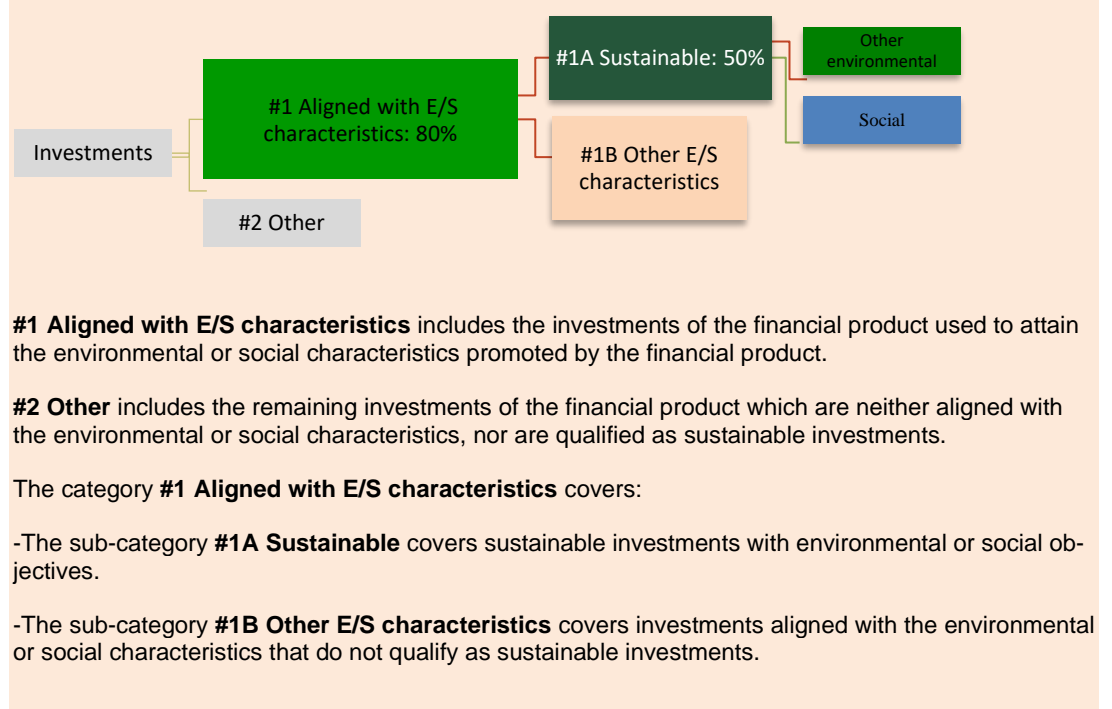 Investments
#1 Aligned with E/S
characteristics: 80%
#2 Other
#1A Sustainable: 50%
#1B Other E/S
characteristics
Other
environmental
Social
#1 Aligned with E/S characteristics includes the investments of the financial product used to attain
the environmental or social characteristics promoted by the financial product.
#2 Other includes the remaining investments of the financial product which are neither aligned with
the environmental or social characteristics, nor are qualified as sustainable investments.
The category #1 Aligned with E/S characteristics covers:
-The sub-category #1A Sustainable covers sustainable investments with environmental or social ob-
jectives.
-The sub-category #1B Other E/S characteristics covers investments aligned with the environmental
or social characteristics that do not qualify as sustainable investments.